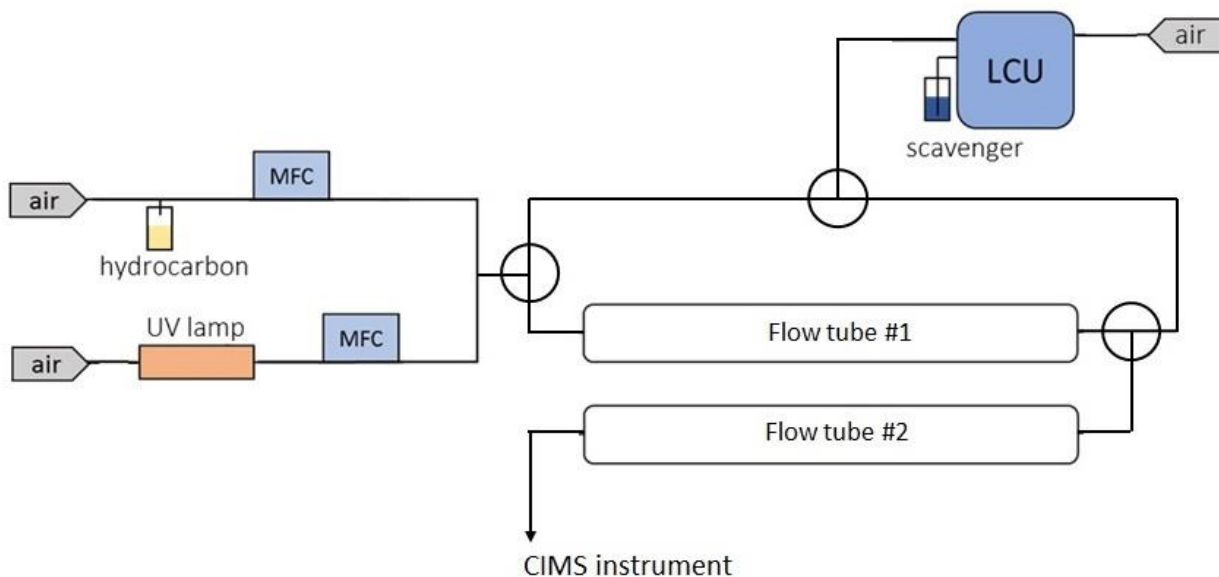 air
LCU
scavenger
MFC
air
hydrocarbon
UV lamp
MFC
air
Flow tube #1
Flow tube #2
CIMS instrument